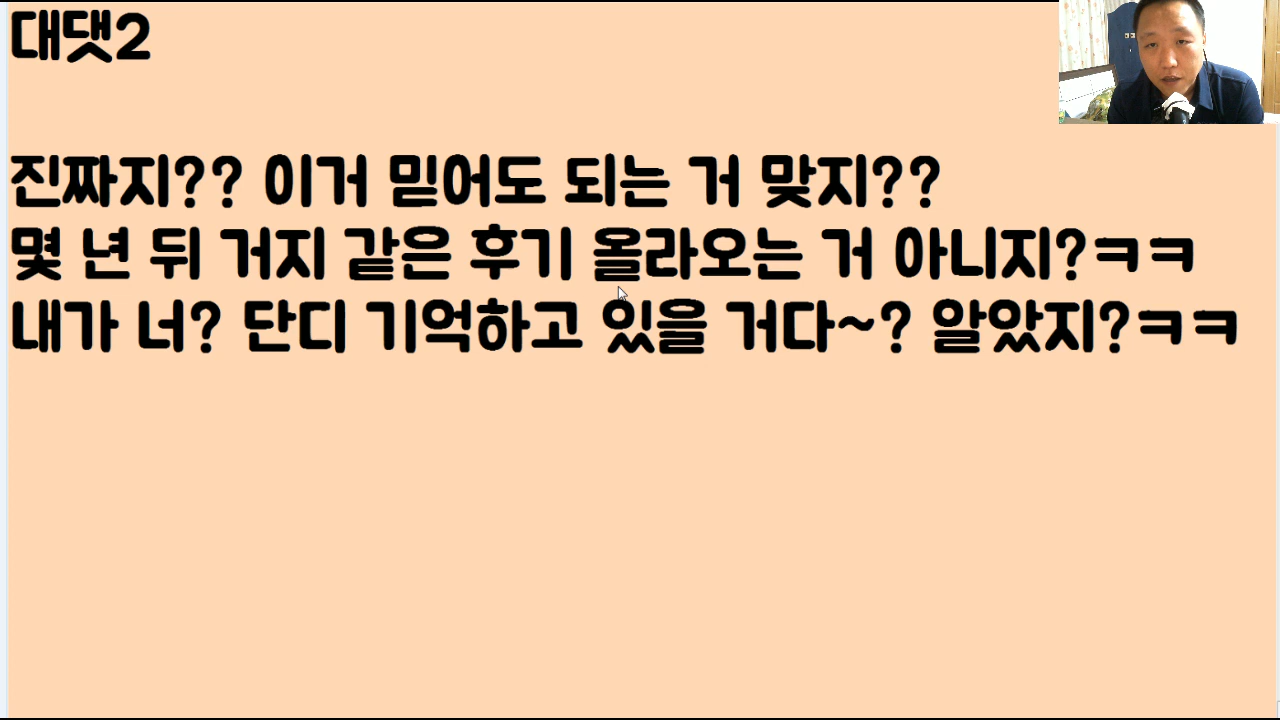 대댓2
진짜지?? 이거 믿어도 되는 거 맞지??
몇 년 뒤 거지 같은 후기 올라오는 거 아니지?ㅋㅋ
내가 너? 단디 기억하고 있을 거다~? 알았지?ㅋㅋ